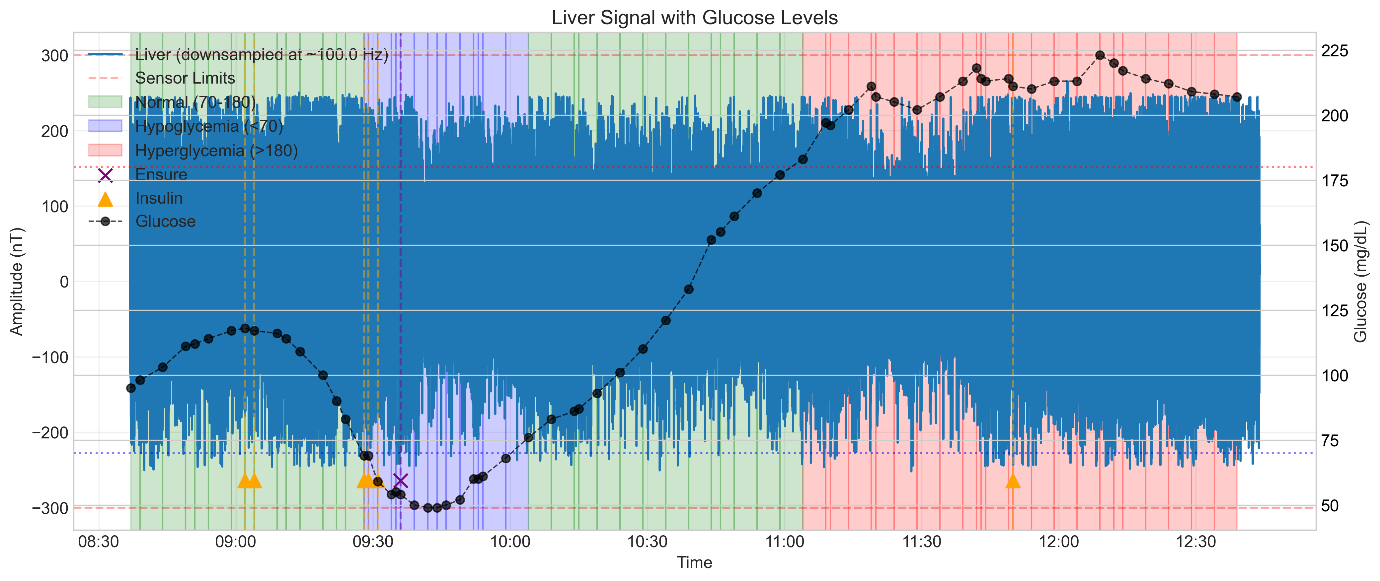 Liver Signal with Glucose Levels
Liver (downsampled at ~100.0 Hz)
Sensor Limits
Normal (70-180)
Hypoglycemia (<70)
Hyperglycemia (>180)
Ensure
Insulin
Glucose
Amplitude (nT)
300
200
100
0
−100
−200
−300
Glucose (mg/dL)
225
200
175
150
125
100
75
50
08:30
09:00
09:30
10:00
10:30
11:00
11:30
12:00
12:30
Time